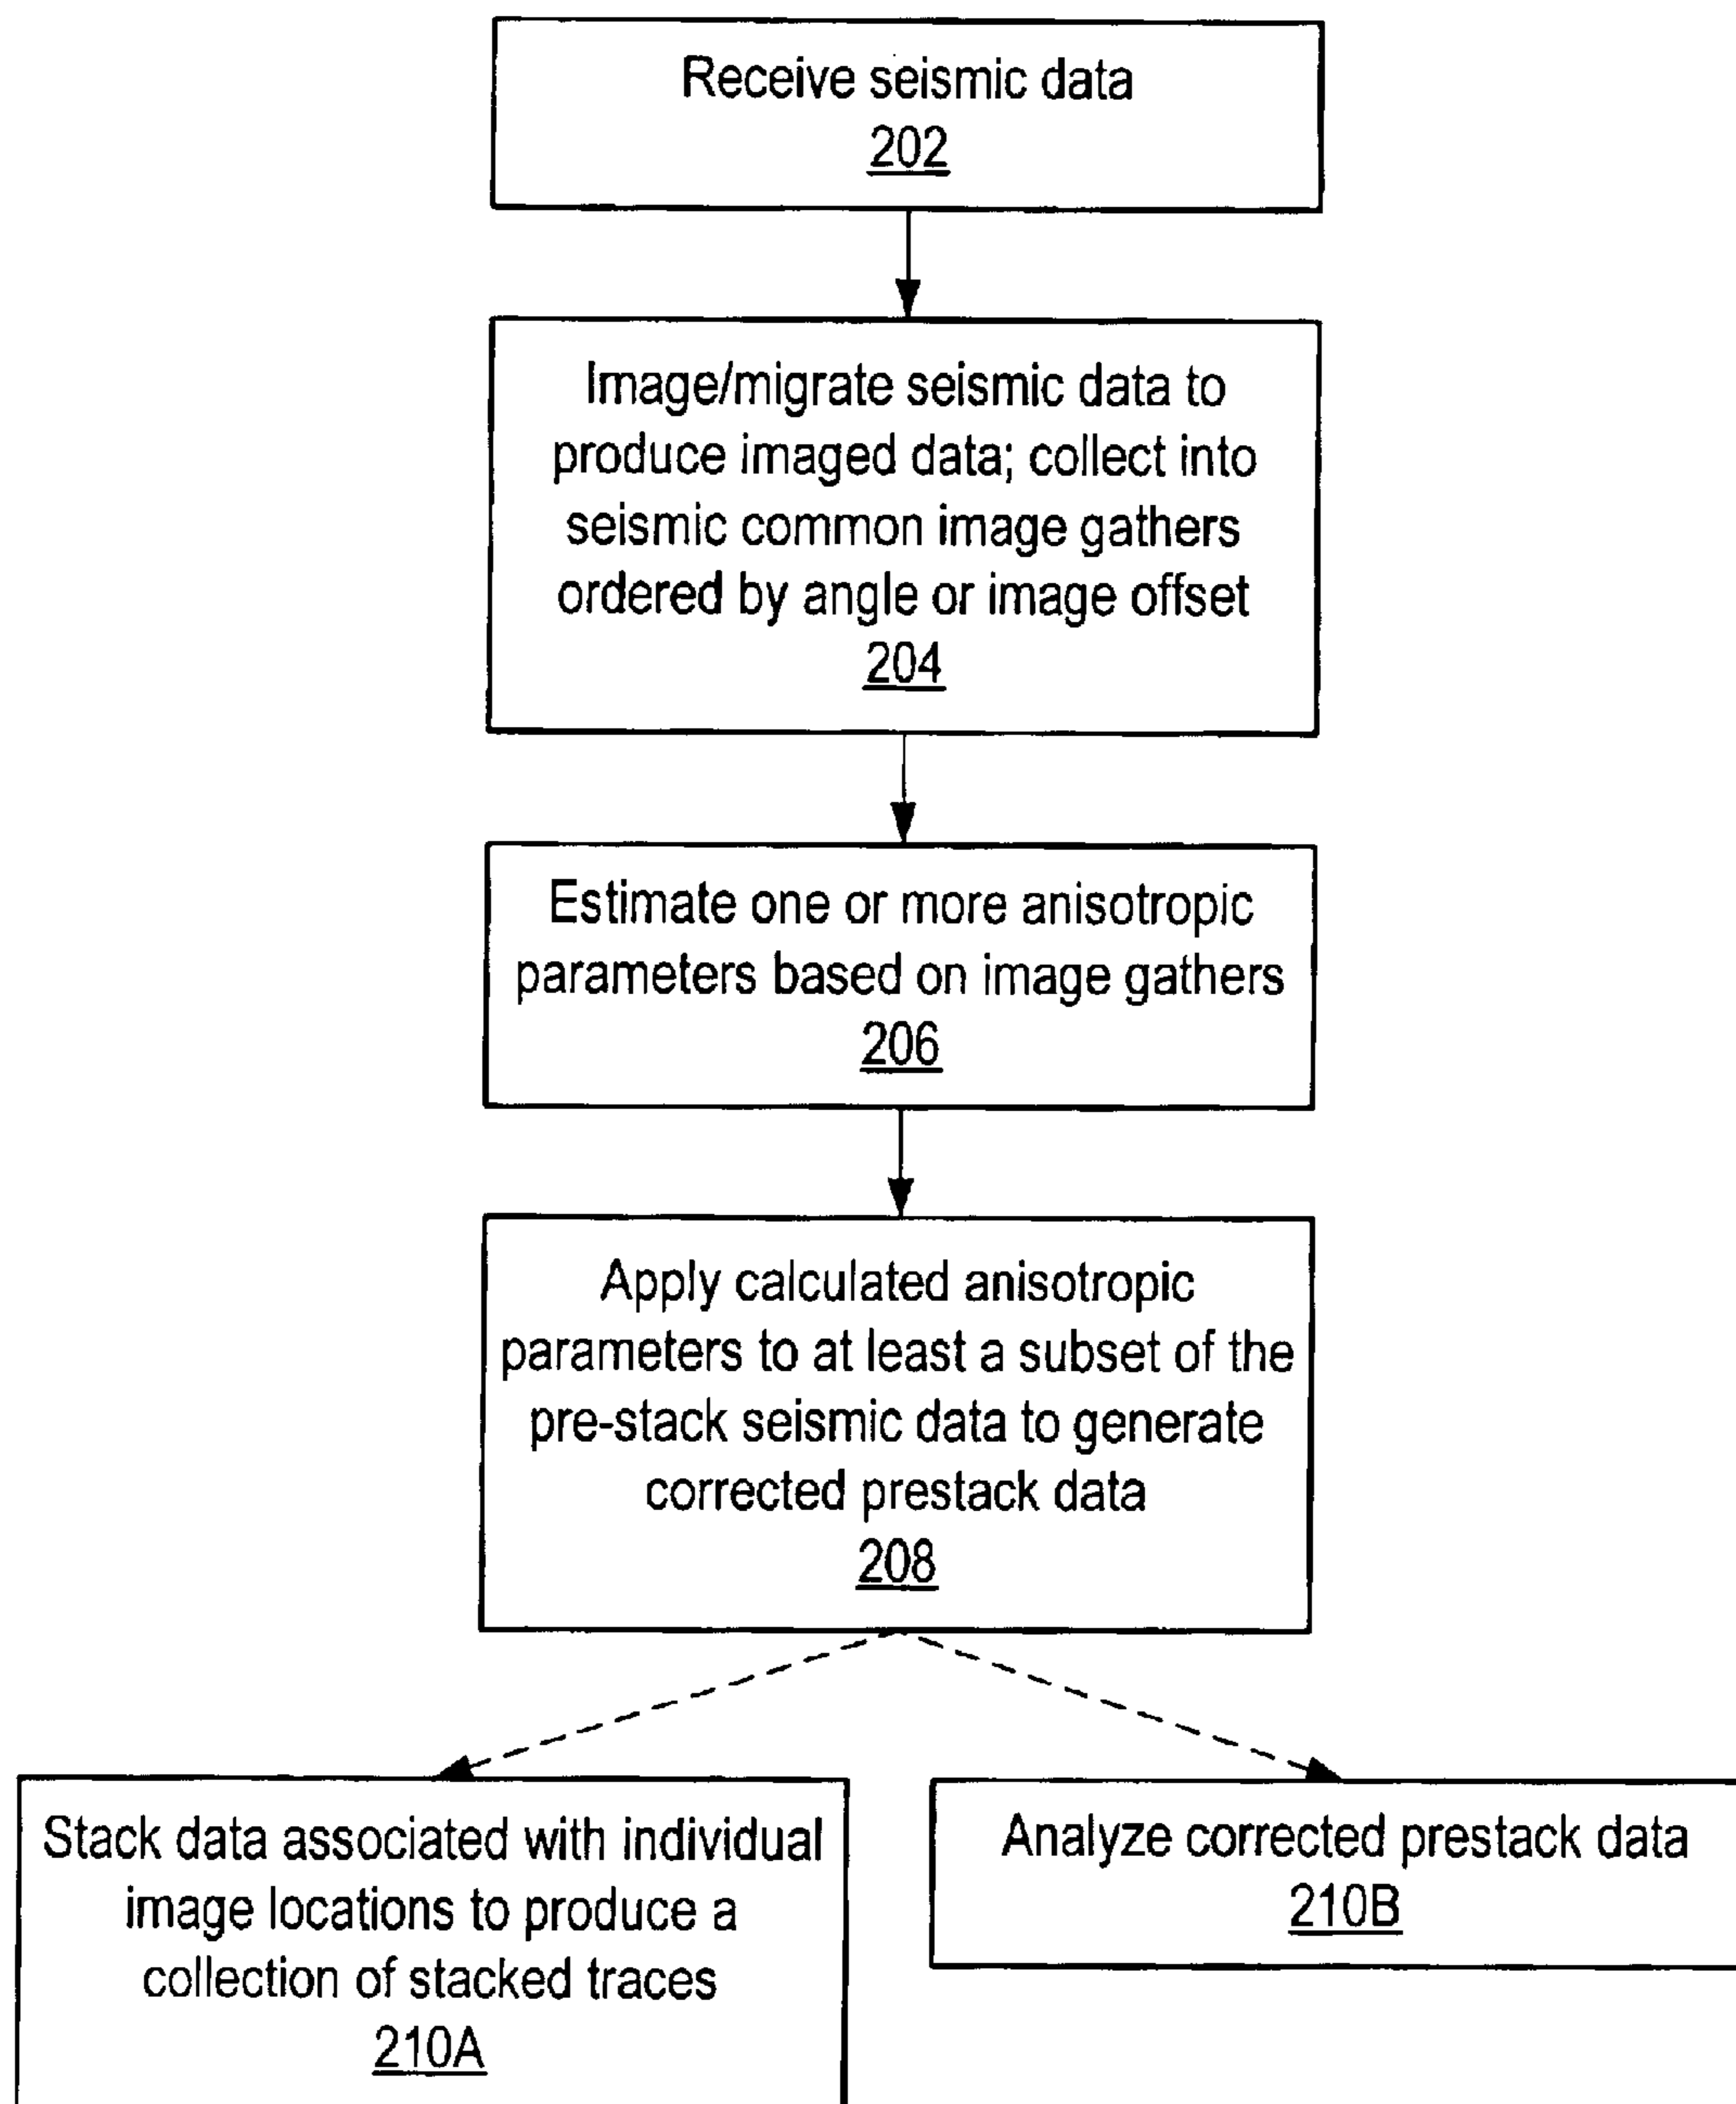 Receive seismic data
202
Image/migrate seismic data to
produce imaged data; collect into
seismic common image gathers
ordered by angle or image offset
204
Estimate one or more anisotropic
parameters based on image gathers
206
Apply calculated anisotropic
parameters to at least a subset of the
pre-stack seismic data to generate
corrected prestack data
208
Stack data associated with individual
image locations to produce a
collection of stacked traces
210A
Analyze corrected prestack data
210B